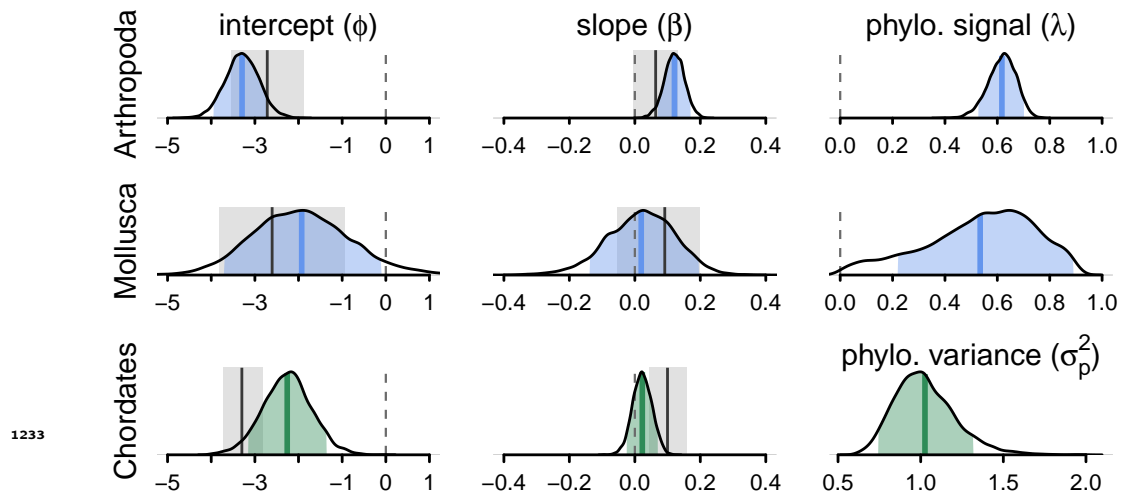 intercept (ϕ) slope (β) phylo. signal (λ)
Arthropoda
−5 −3 −1 0 1 −0.4 −0.2 0.0 0.2 0.4 0.0 0.2 0.4 0.6 0.8 1.0
Mollusca
−5 −3 −1 0 1 −0.4 −0.2 0.0 0.2 0.4 0.0 0.2 0.4 0.6 0.8 1.0
phylo. variance (σ²ₚ)
Chordates
1233
−5 −3 −1 0 1 −0.4 −0.2 0.0 0.2 0.4 0.5 1.0 1.5 2.0